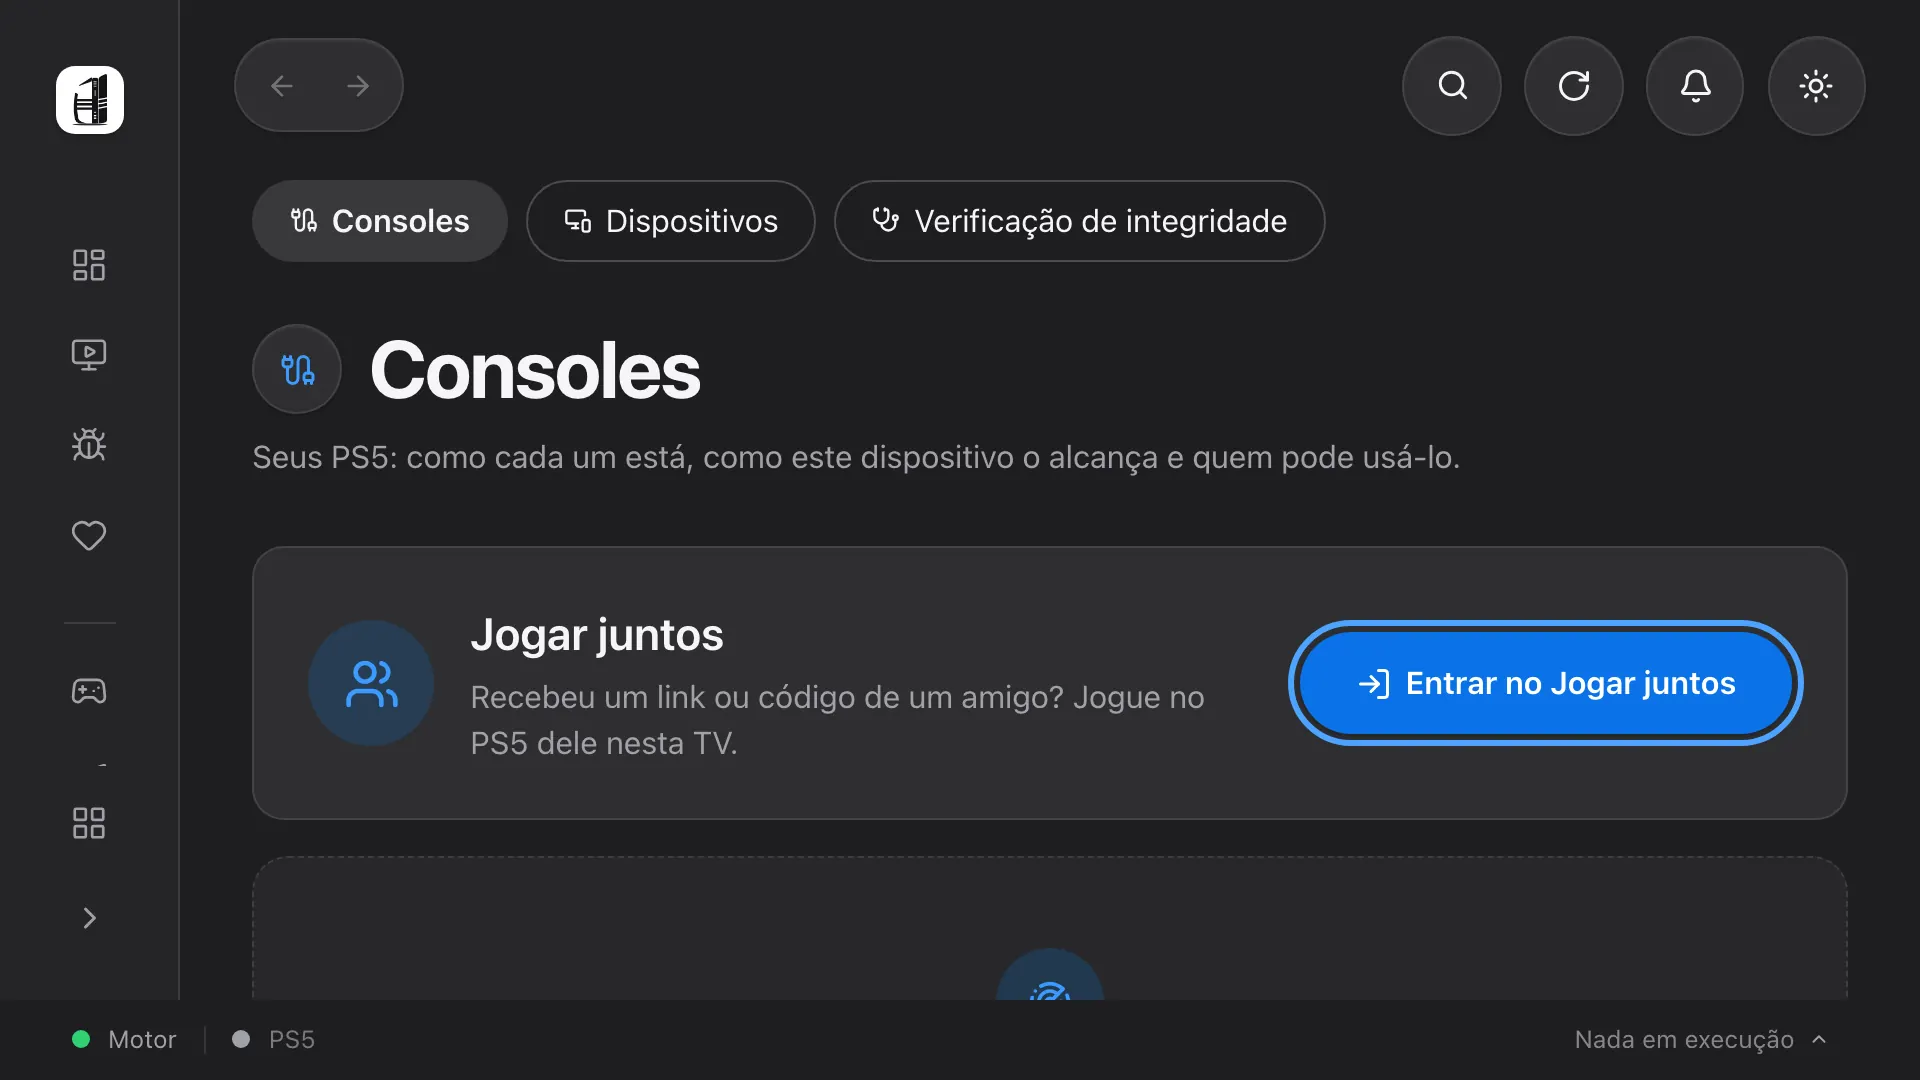 Consoles
Dispositivos
Verificação de integridade
Consoles
Seus PS5: como cada um está, como este dispositivo o alcança e quem pode usá-lo.
Jogar juntos
Recebeu um link ou código de um amigo? Jogue no
PS5 dele nesta TV.
Entrar no Jogar juntos
Motor
PS5
Nada em execução